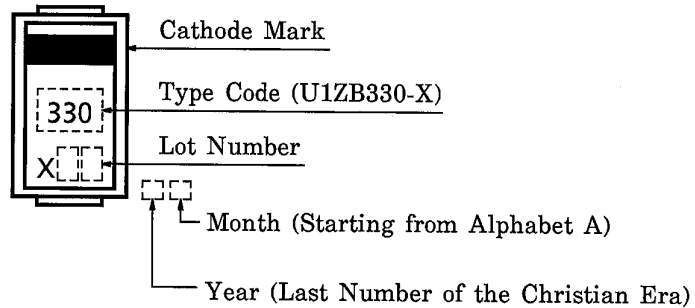 Cathode Mark
Type Code (U1ZB330-X)
330
Lot Number
X
Month (Starting from Alphabet A)
Year (Last Number of the Christian Era)